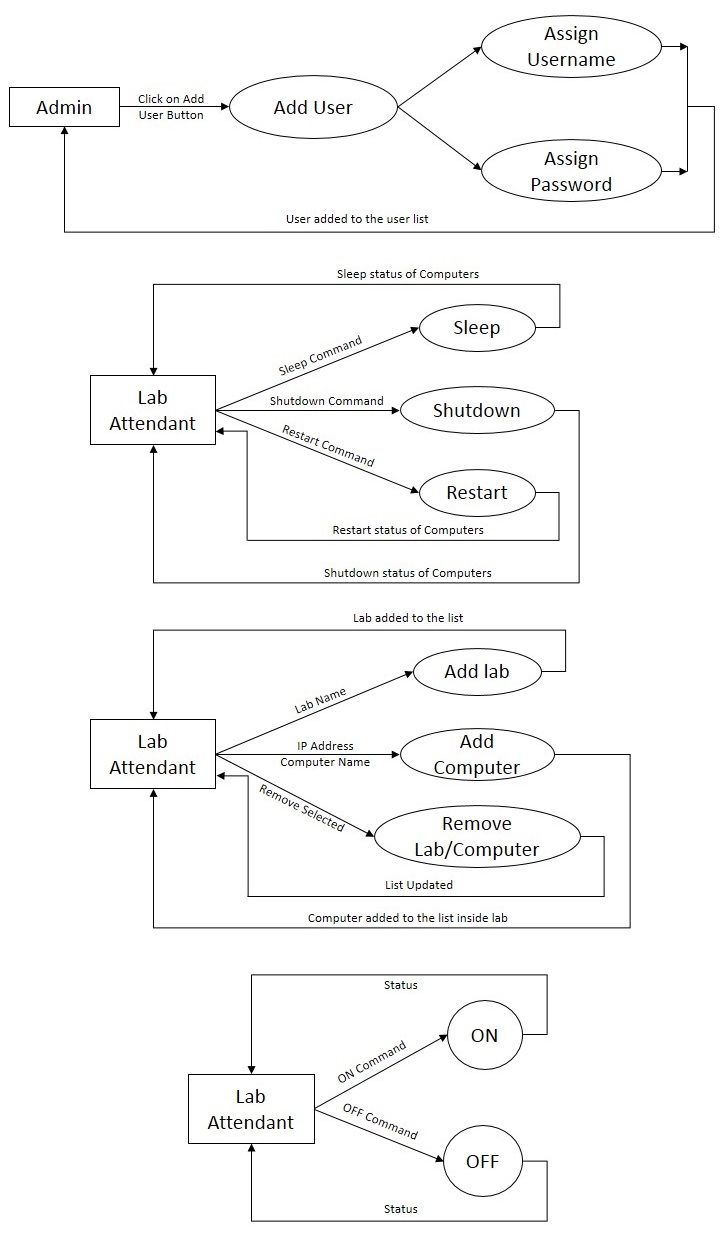 Assign
Username
Admin
Click on Add
User Button
Add User
Assign
Password
User added to the user list
Sleep status of Computers
Sleep
Sleep Command
Lab
Attendant
Shutdown Command
Shutdown
Restart Command
Restart
Restart status of Computers
Shutdown status of Computers
Lab added to the list
Add lab
Lab Name
Lab
Attendant
IP Address
Computer Name
Add
Computer
Remove Selected
Remove
Lab/Computer
List Updated
Computer added to the list inside lab
Status
ON
ON Command
Lab
Attendant
OFF Command
OFF
Status